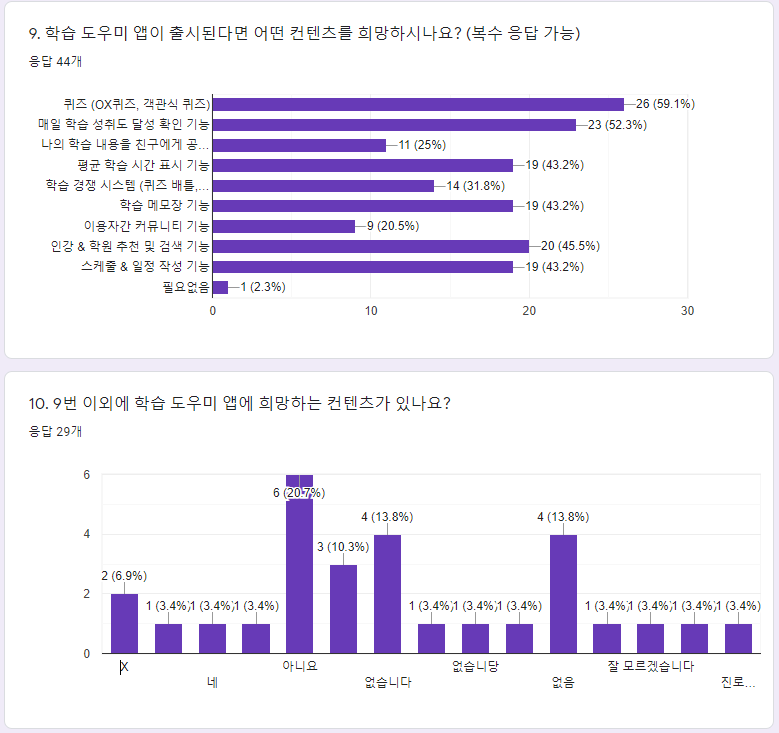 9. 학습 도우미 앱이 출시된다면 어떤 컨텐츠를 희망하시나요? (복수 응답 가능)
응답 44개
퀴즈 (OX퀴즈, 객관식 퀴즈) 26 (59.1%)
매일 학습 성취도 달성 확인 기능 23 (52.3%)
나의 학습 내용을 친구에게 공... 11 (25%)
평균 학습 시간 표시 기능 19 (43.2%)
학습 경쟁 시스템 (퀴즈 배틀,... 14 (31.8%)
학습 메모장 기능 19 (43.2%)
이용자간 커뮤니티 기능 9 (20.5%)
인강 & 학원 추천 및 검색 기능 20 (45.5%)
스케줄 & 일정 작성 기능 19 (43.2%)
필요없음 1 (2.3%)
0 10 20 30
10. 9번 이외에 학습 도우미 앱에 희망하는 컨텐츠가 있나요?
응답 29개
6
6 (20.7%)
4 (13.8%) 4 (13.8%)
4
3 (10.3%)
2 (6.9%)
1 (3.4%) 1 (3.4%) 1 (3.4%) 1 (3.4%) 1 (3.4%) 1 (3.4%) 1 (3.4%) 1 (3.4%) 1 (3.4%) 1 (3.4%)
2
0
X 아니요 없습니당 잘 모르겠습니다
네 없습니다 없음 진로...